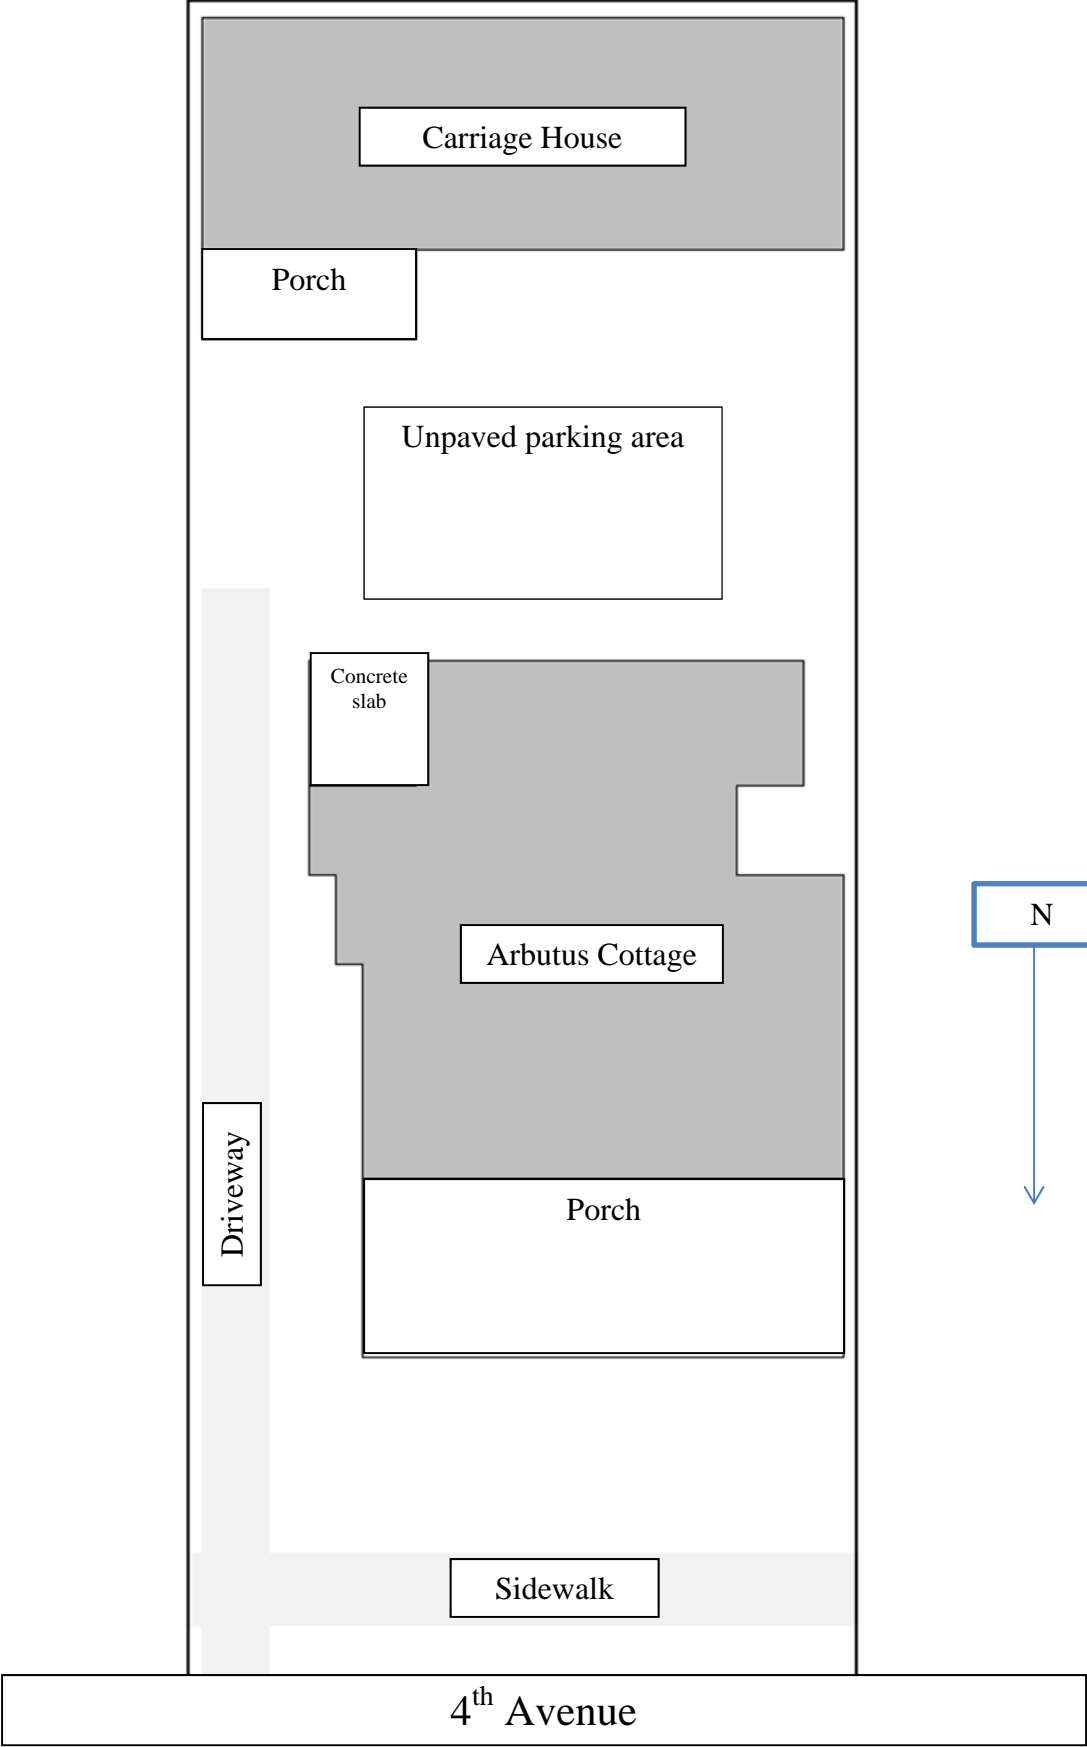 Carriage House
Porch
Unpaved parking area
Concrete
slab
N
Arbutus Cottage
Driveway
Porch
Sidewalk
4th Avenue